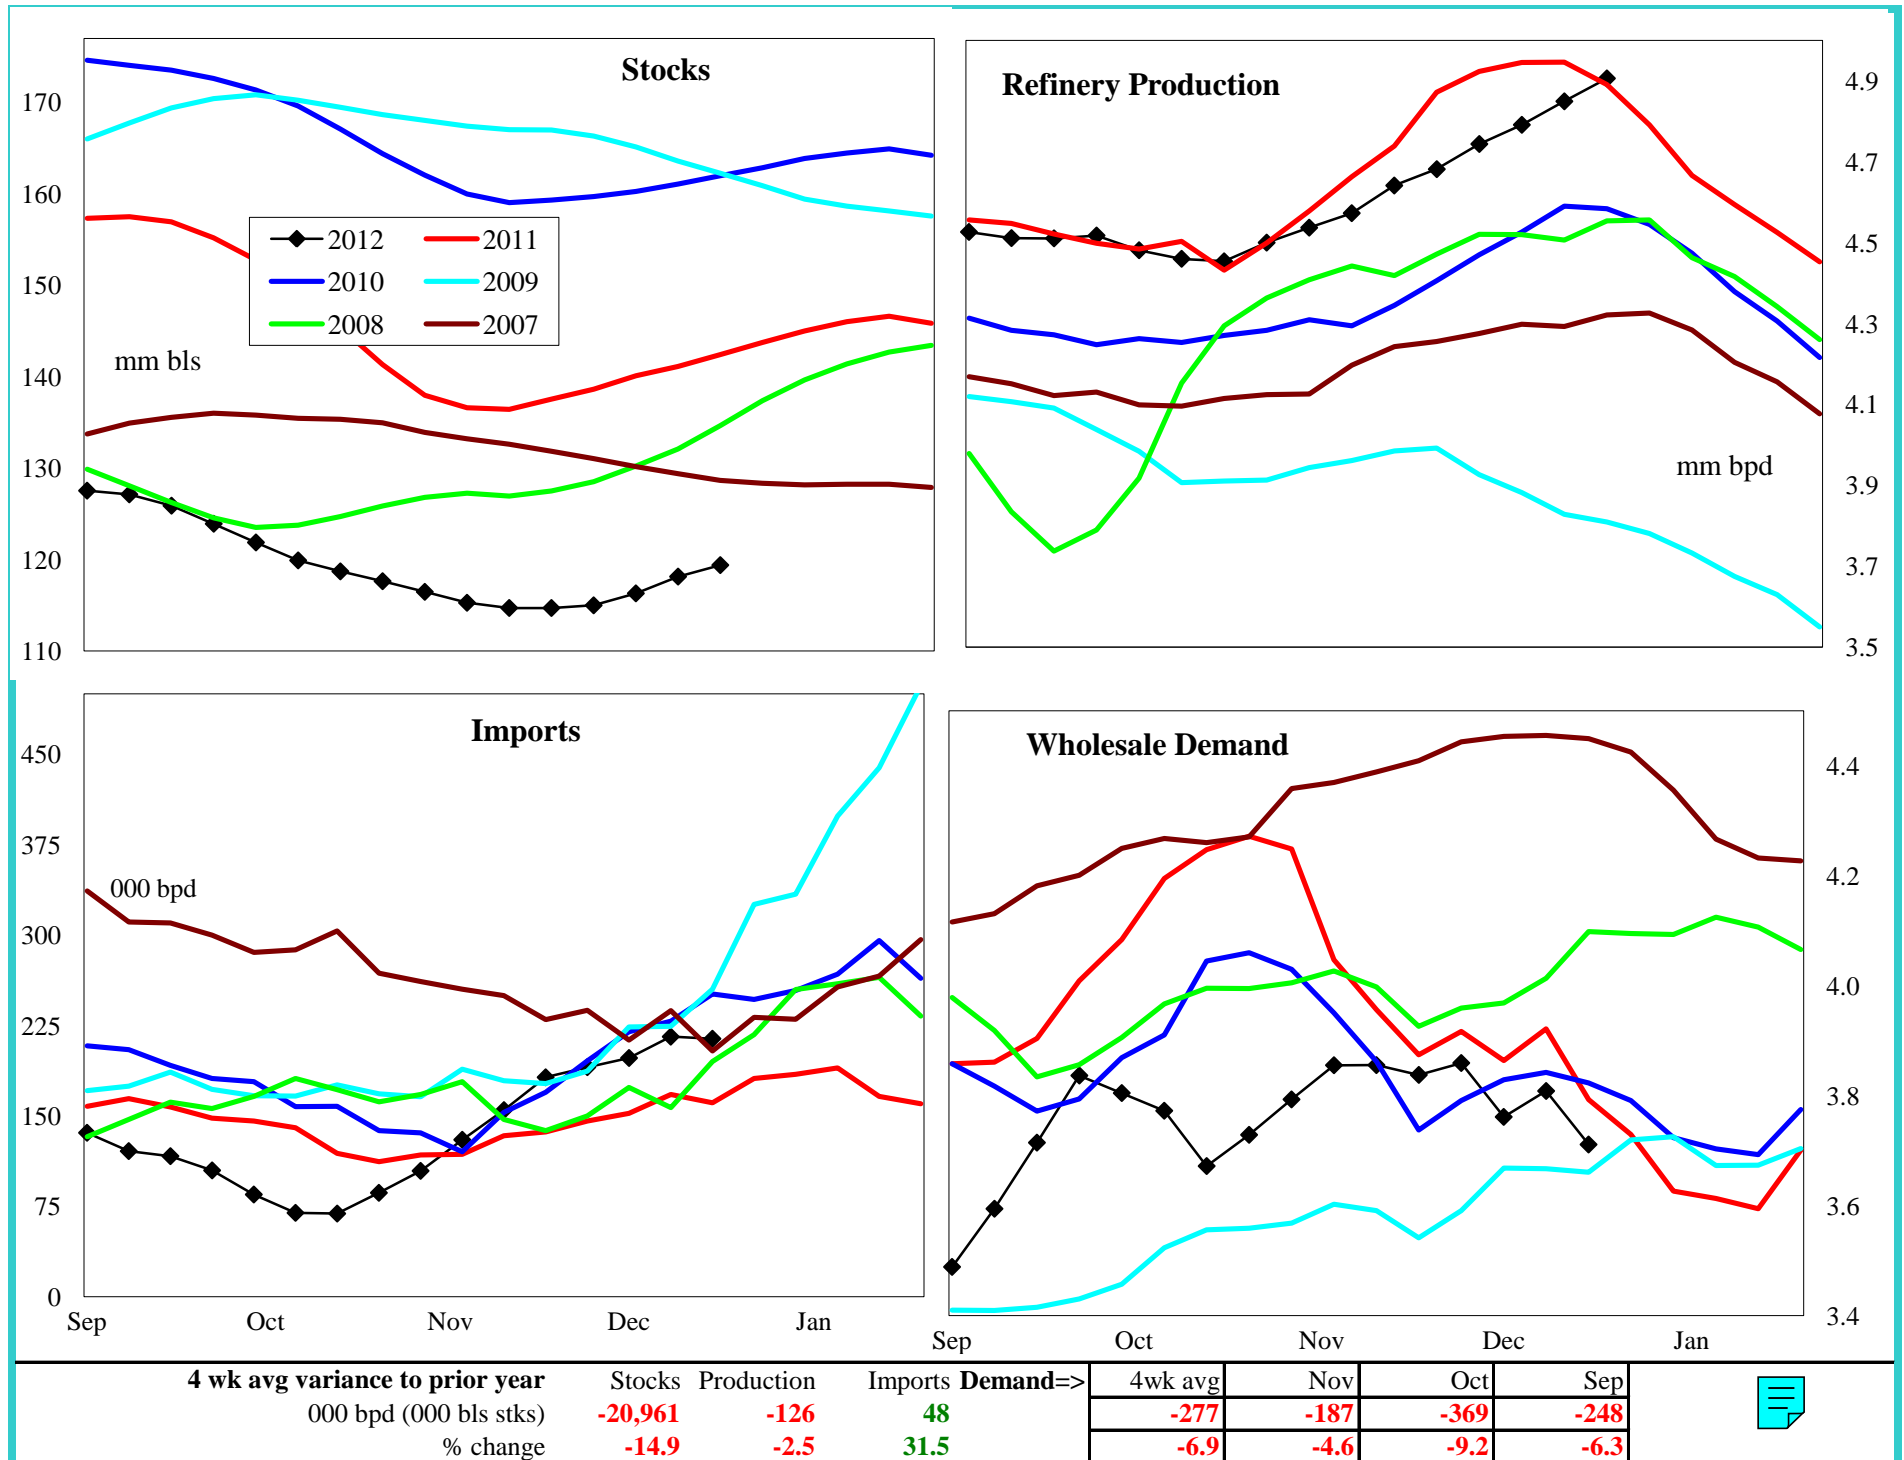 Stocks
170
160
150
140
130
120
110
2012
2011
2010
2009
2008
2007
mm bls
Refinery Production
4.9
4.7
4.5
4.3
4.1
3.9
3.7
3.5
mm bpd
Imports
450
375
300
225
150
75
0
000 bpd
Sep Oct Nov Dec Jan
Wholesale Demand
4.4
4.2
4.0
3.8
3.6
3.4
Sep Oct Nov Dec Jan
4 wk avg variance to prior year Stocks Production Imports Demand=> 4wk avg Nov Oct Sep
000 bpd (000 bls stks) -20,961 -126 48 -277 -187 -369 -248
% change -14.9 -2.5 31.5 -6.9 -4.6 -9.2 -6.3